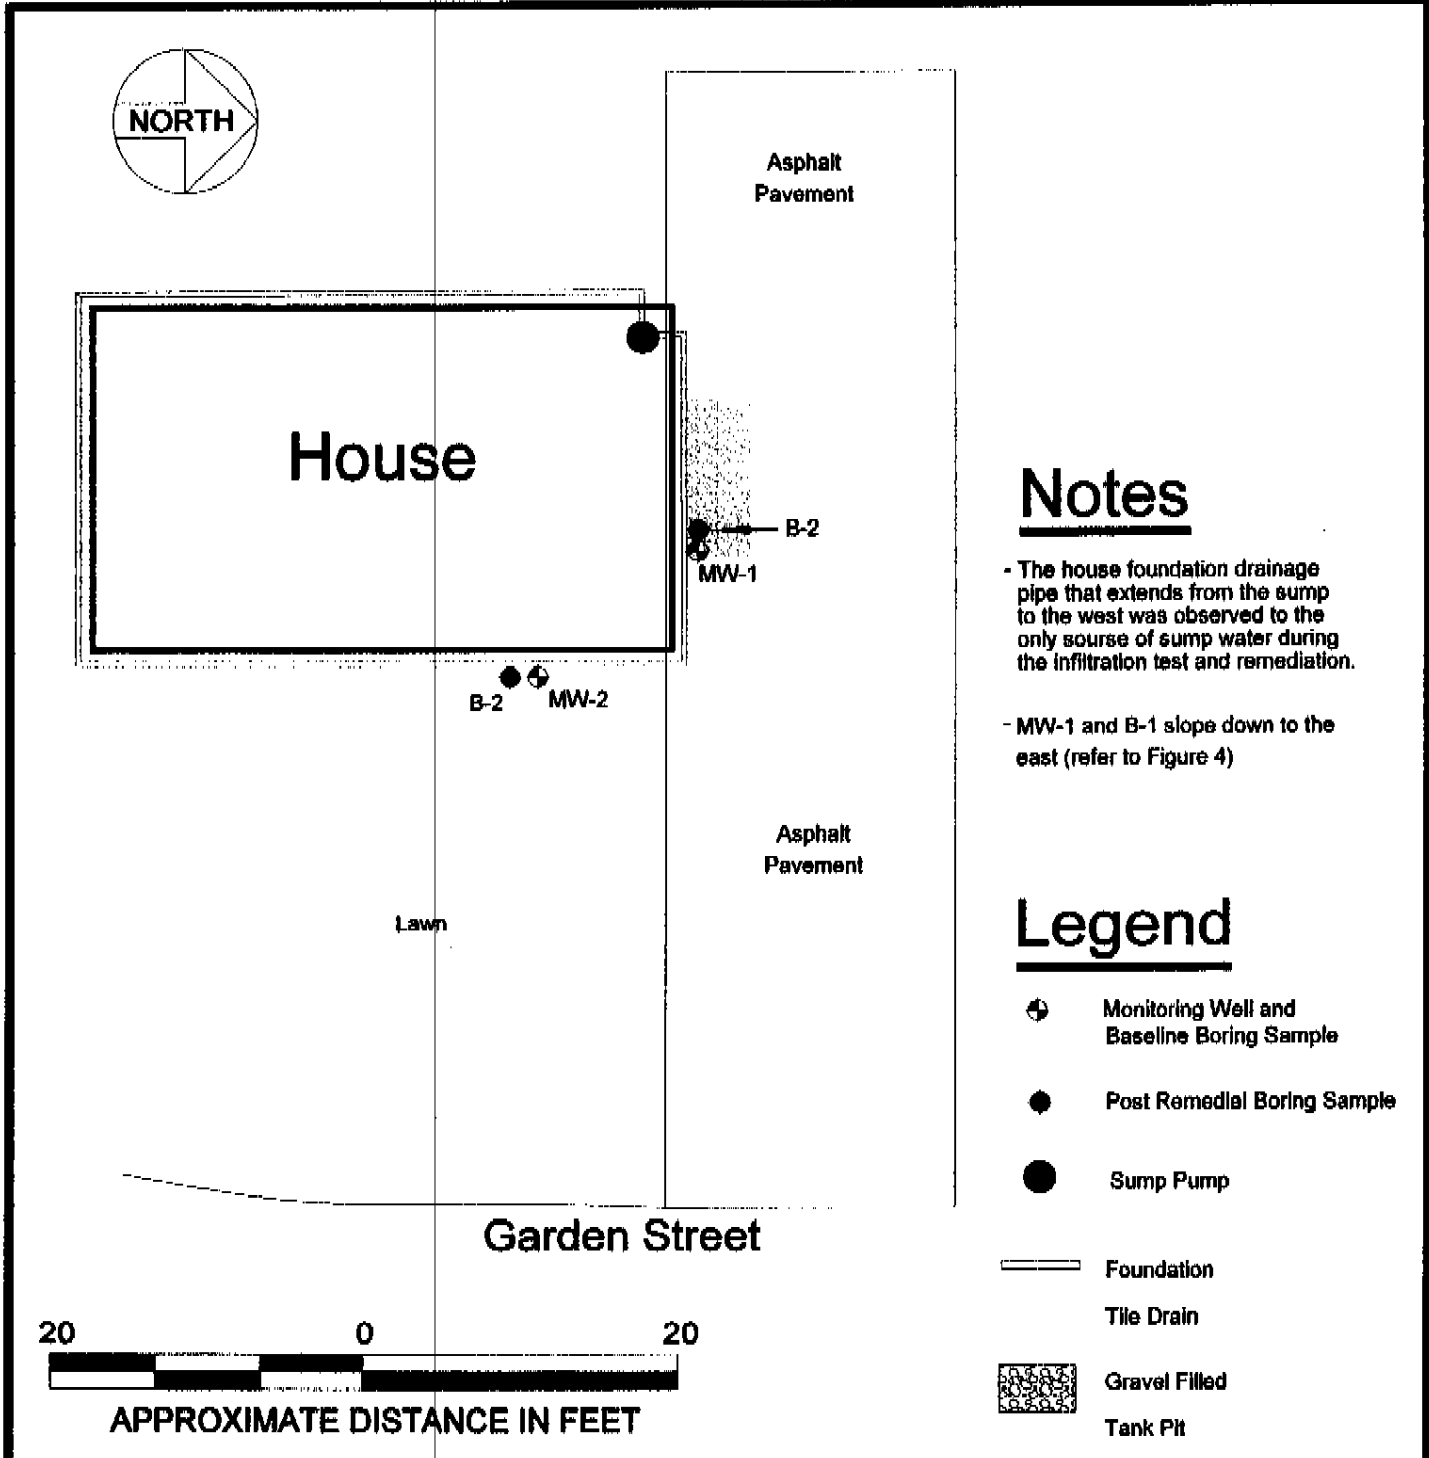 NORTH
Asphalt
Pavement
House
B-2
MW-1
B-2
MW-2
Notes
- The house foundation drainage
pipe that extends from the sump
to the west was observed to the
only sourse of sump water during
the infiltration test and remediation.
- MW-1 and B-1 slope down to the
east (refer to Figure 4)
Asphalt
Pavement
Lawn
Legend
Monitoring Well and
Baseline Boring Sample
Post Remedial Boring Sample
Sump Pump
Garden Street
Foundation
Tile Drain
20 0 20
APPROXIMATE DISTANCE IN FEET
Gravel Filled
Tank Pit